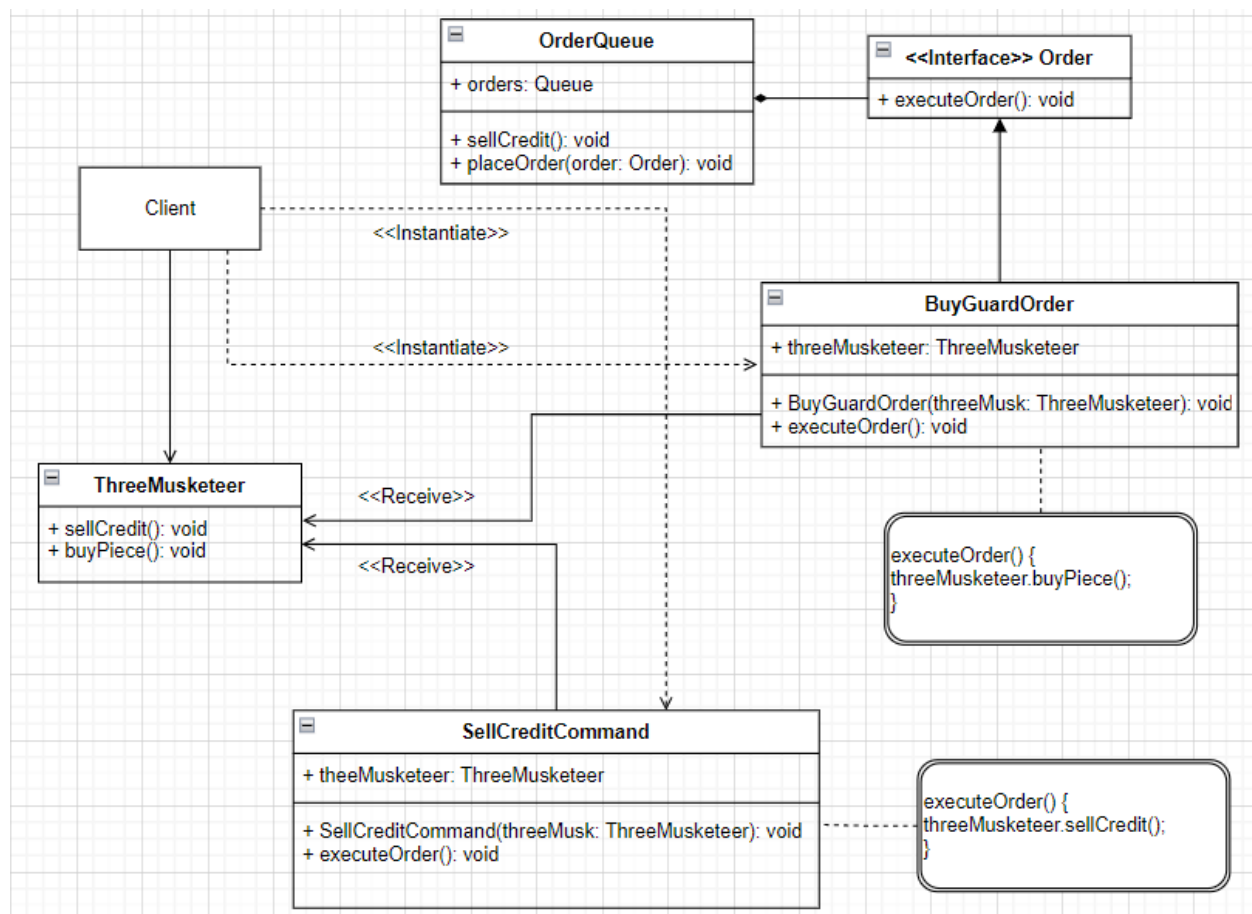 OrderQueue
+ orders: Queue
+ sellCredit(): void
+ placeOrder(order: Order): void
<<Interface>> Order
+ executeOrder(): void
Client
<<Instantiate>>
<<Instantiate>>
BuyGuardOrder
+ threeMusketeer: ThreeMusketeer
+ BuyGuardOrder(threeMusk: ThreeMusketeer): void
+ executeOrder(): void
ThreeMusketeer
+ sellCredit(): void
+ buyPiece(): void
<<Receive>>
<<Receive>>
executeOrder() {
threeMusketeer.buyPiece();
}
SellCreditCommand
+ theeMusketeer: ThreeMusketeer
+ SellCreditCommand(threeMusk: ThreeMusketeer): void
+ executeOrder(): void
executeOrder() {
threeMusketeer.sellCredit();
}